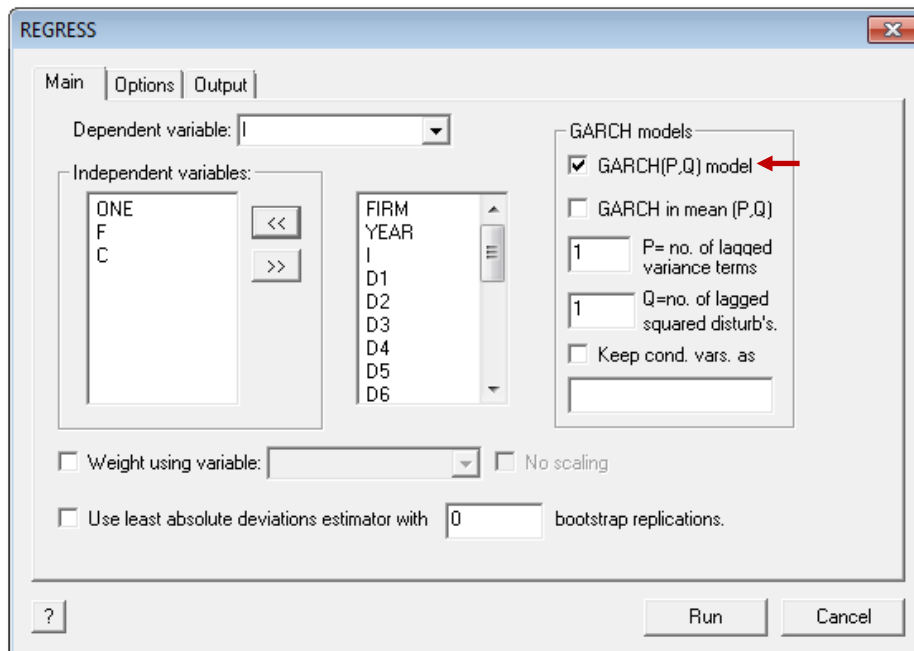 REGRESS
Main
Options
Output
Dependent variable: I
Independent variables:
ONE
F
C
<<
>>
FIRM
YEAR
I
D1
D2
D3
D4
D5
D6
GARCH models
GARCH(P,Q) model
GARCH in mean (P,Q)
1
P= no. of lagged
variance terms
1
Q=no. of lagged
squared disturb's.
Keep cond. vars. as
Weight using variable:
No scaling
Use least absolute deviations estimator with 0 bootstrap replications.
?
Run
Cancel